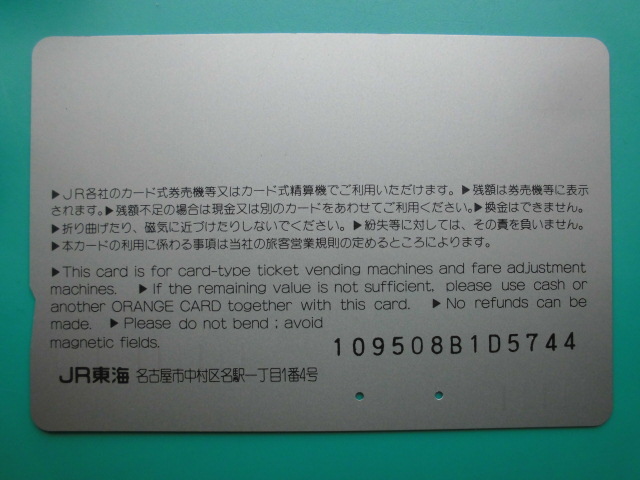 ▶JR各社のカード式券売機等又はカード式精算機でご利用いただけます。▶残額は券売機等に表示
されます。▶残額不足の場合は現金又は別のカードをあわせてご利用ください。▶換金はできません。
▶折り曲げたり、磁気に近づけたりしないでください。▶紛失等に対しては、その責を負いません。
▶本カードの利用に係わる事項は当社の旅客営業規則の定めるところによります。
▶This card is for card-type ticket vending machines and fare adjustment
machines. ▶If the remaining value is not sufficient, please use cash or
another ORANGE CARD together with this card. ▶No refunds can be
made. ▶Please do not bend ; avoid
magnetic fields.
109508B1D5744
JR東海 名古屋市中村区名駅一丁目1番4号